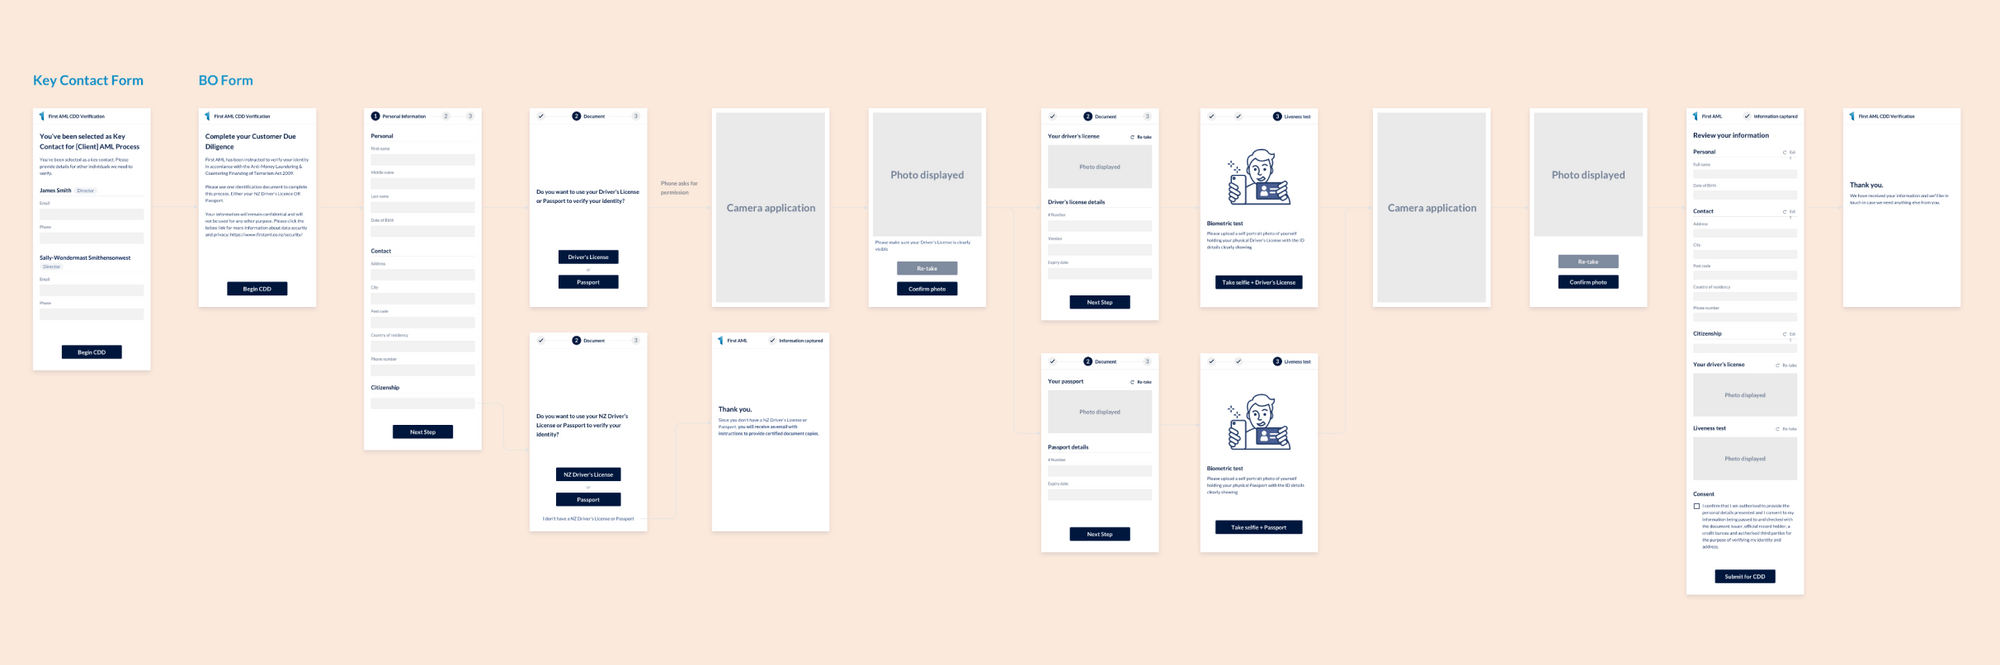 Key Contact Form
BO Form
First AML CDD Verification
You've been selected as Key
Contact for [Client] AML Process
You've been selected as a key contact. Please
provide details for other individuals we need to
verify.
James Smith Director
Email
Phone
Sally-Wondermast Smithensonwest
Director
Email
Phone
Begin CDD
First AML CDD Verification
Complete your Customer Due
Diligence
First AML has been instructed to verify your identity
in accordance with the Anti-Money Laundering &
Countering Financing of Terrorism Act 2009.
Please use one identification document to complete
this process. Either your NZ Driver's Licence OR
Passport.
Your information will remain confidential and will
not be used for any other purpose. Please click the
below link for more information about data security
and privacy: https://www.firstaml.co.nz/security/
Begin CDD
1 Personal Information 2 3
Personal
First name
Middle name
Last name
Date of Birth
Contact
Address
City
Post code
Country of residency
Phone number
Citizenship
Next Step
2 Document 3
Do you want to use your Driver's License
or Passport to verify your identity?
Driver's License
or
Passport
2 Document 3
Do you want to use your NZ Driver's
License or Passport to verify your
identity?
NZ Driver's License
or
Passport
I don't have a NZ Driver's License or Passport
Phone asks for
permission
Camera application
First AML Information captured
Thank you.
Since you don't have a NZ Driver's License or
Passport, you will receive an email with
instructions to provide certified document copies.
Photo displayed
Please make sure your Driver's License is clearly
visible
Re-take
Confirm photo
2 Document 3
Your driver's license Re-take
Photo displayed
Driver's license details
# Number
Version
Expiry date
Next Step
2 Document 3
Your passport Re-take
Photo displayed
Passport details
# Number
Expiry date
Next Step
3 Liveness test
Biometric test
Please upload a self portrait photo of yourself
holding your physical Driver's License with the ID
details clearly showing
Take selfie + Driver's License
3 Liveness test
Biometric test
Please upload a self portrait photo of yourself
holding your physical Passport with the ID details
clearly showing
Take selfie + Passport
Camera application
Photo displayed
Re-take
Confirm photo
First AML Information captured
Review your information
Personal Edit
Full name
Date of Birth
Contact Edit
Address
City
Post code
Country of residency
Phone number
Citizenship Edit
Your driver's license Re-take
Photo displayed
Liveness test Re-take
Photo displayed
Consent
I confirm that I am authorised to provide the
personal details presented and I consent to my
information being passed to and checked with
the document issuer, official record holder, a
credit bureau and authorised third parties for
the purpose of verifying my identity and
address.
Submit for CDD
First AML CDD Verification
Thank you.
We have received your information and we'll be in
touch in case we need anything else from you.